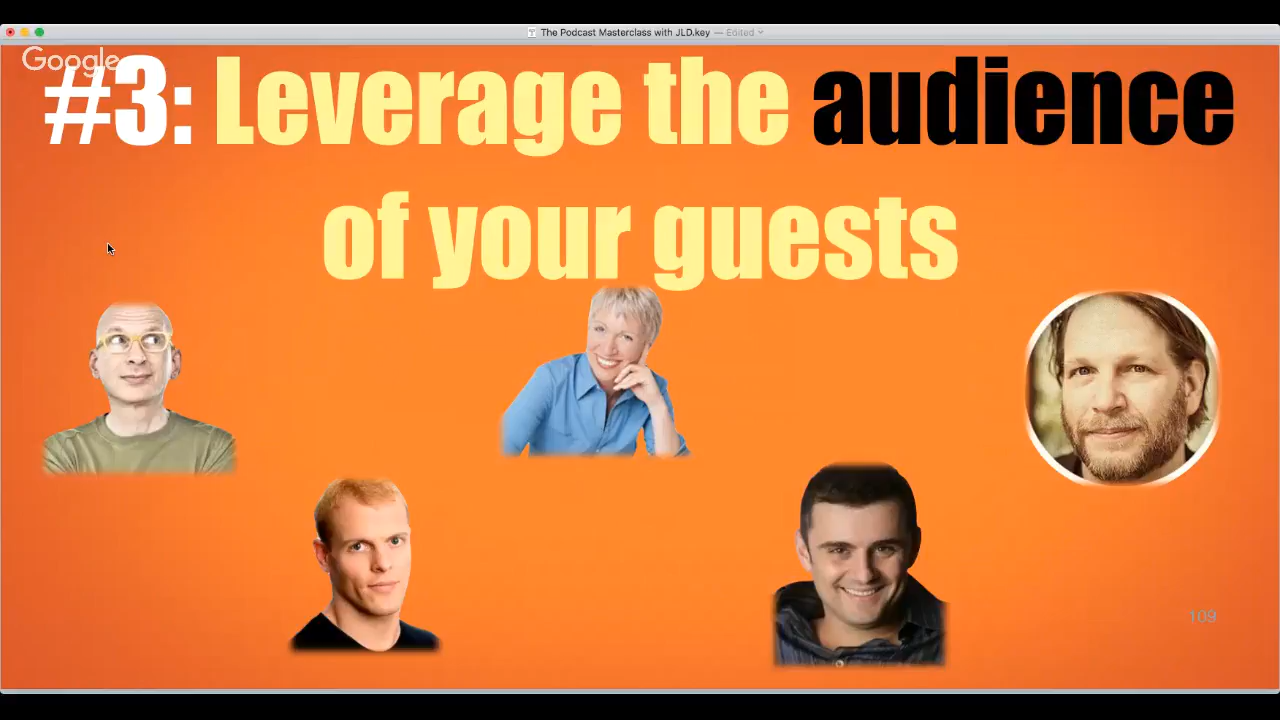 The Podcast Masterclass with JLD.key — Edited
Google
#3: Leverage the audience
of your guests
109